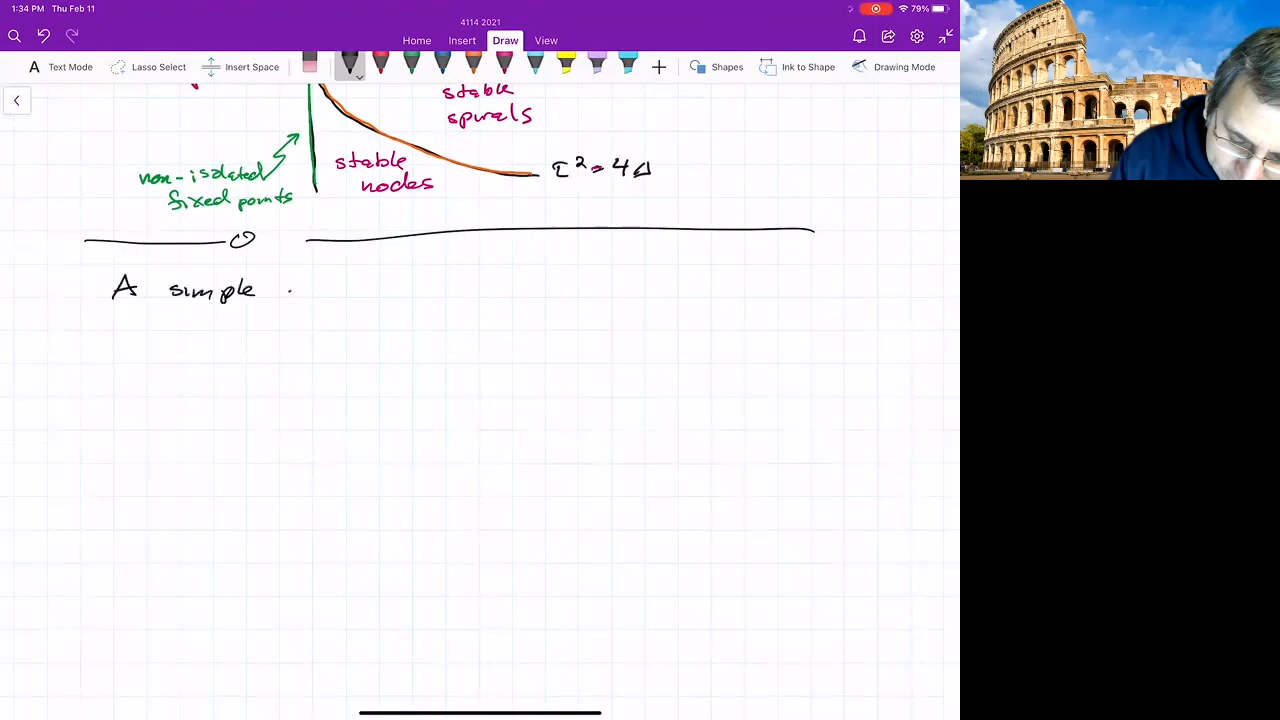 1:34 PM Thu Feb 11
79%
4114 2021
Home Insert Draw View
Text Mode Lasso Select Insert Space Shapes Ink to Shape Drawing Mode
stable
spirals
τ² = 4Δ
stable
nodes
non-isolated
fixed points
A simple